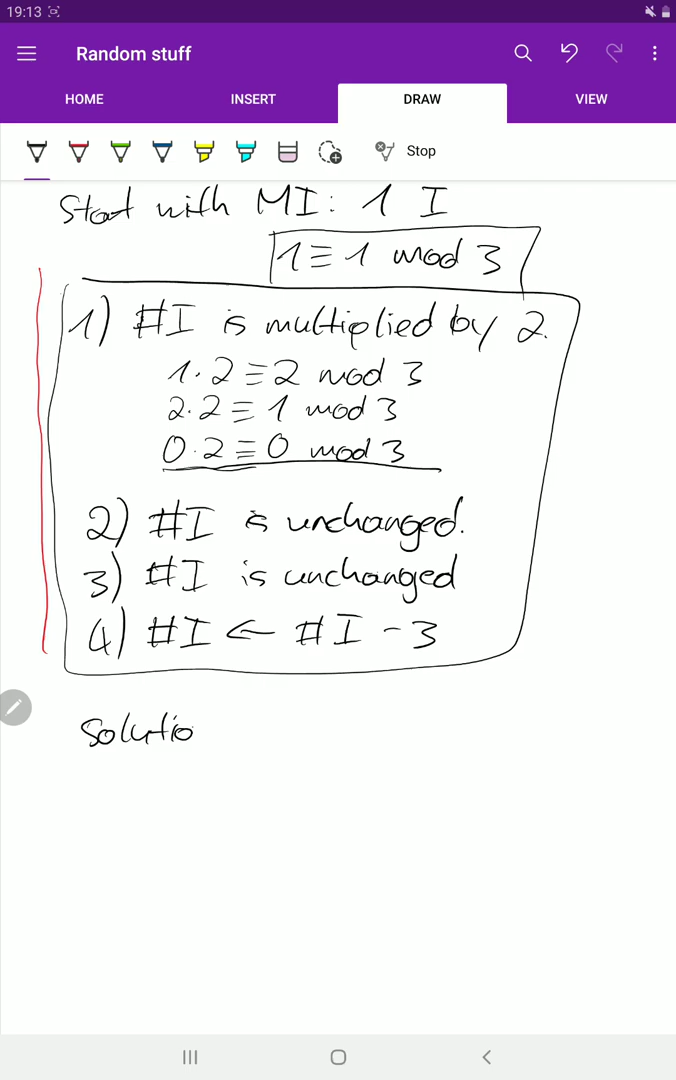 19:13
Random stuff
HOME INSERT DRAW VIEW
Stop
Start with MI: 1 I
1 ≡ 1 mod 3
1) #I is multiplied by 2.
1·2 ≡ 2 mod 3
2·2 ≡ 1 mod 3
0·2 ≡ 0 mod 3
2) #I is unchanged.
3) #I is unchanged
4) #I ← #I - 3
Solutio